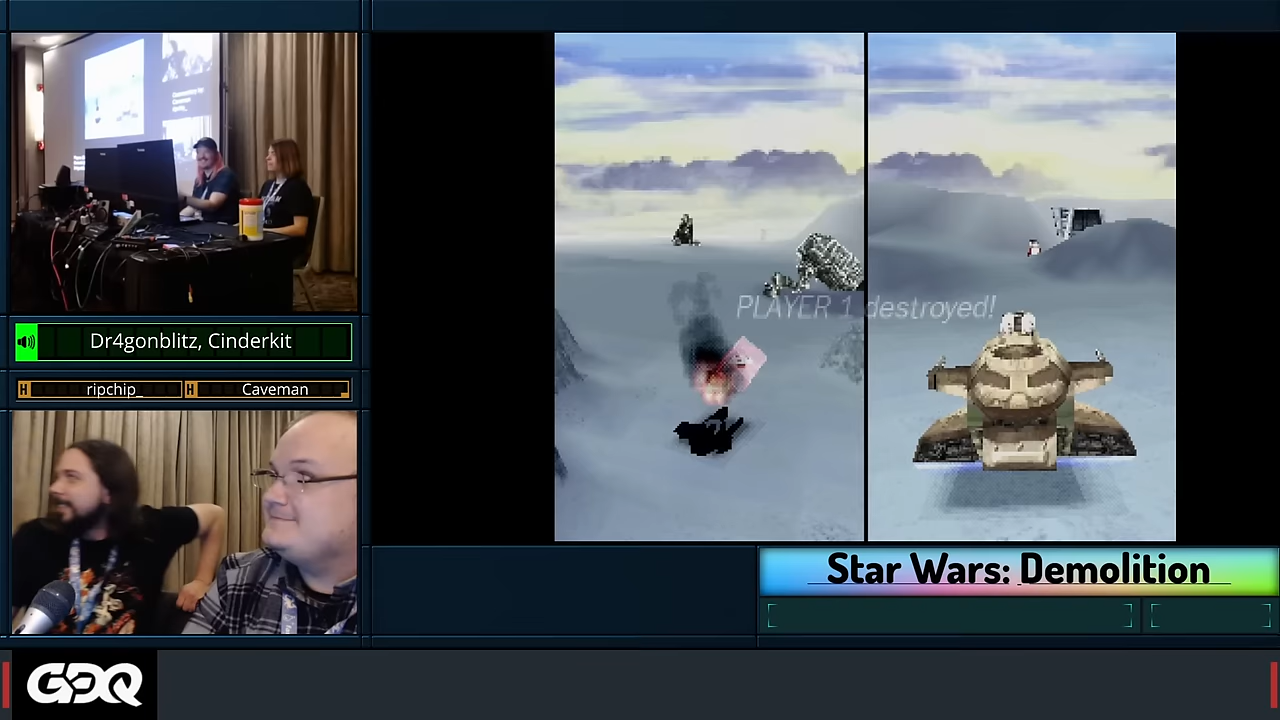 Dr4gonblitz, Cinderkit
H
ripchip_
H
Caveman
PLAYER 1 destroyed!
Star Wars: Demolition
GDQ